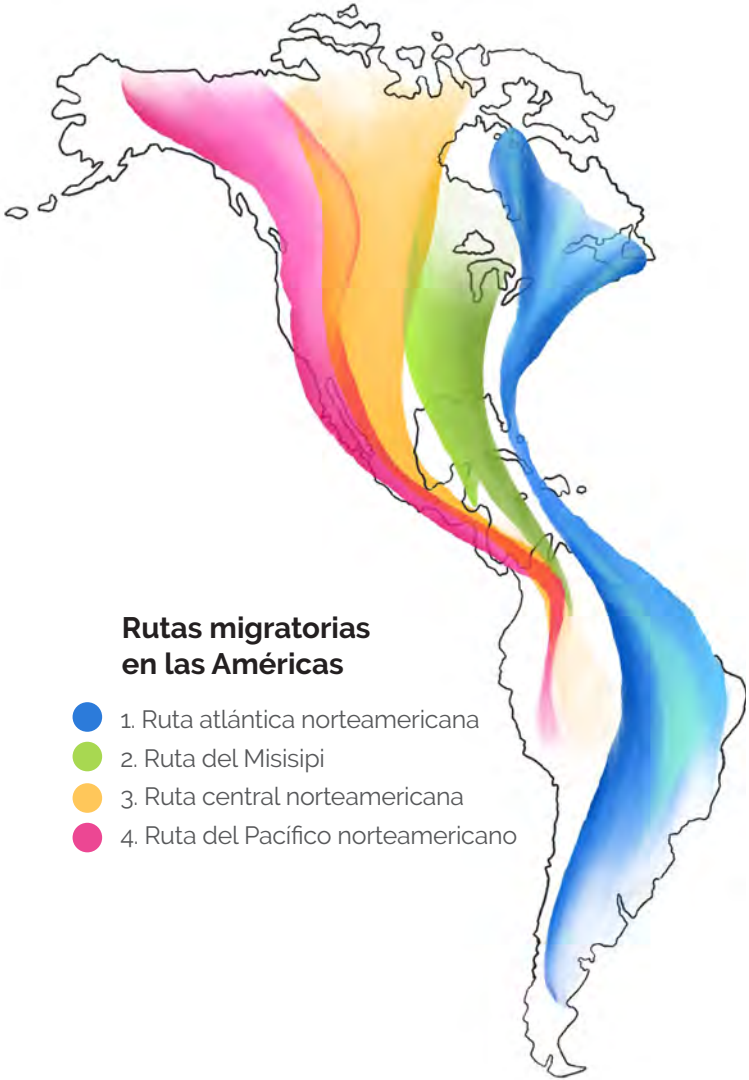 Rutas migratorias
en las Américas
1. Ruta atlántica norteamericana
2. Ruta del Misisipi
3. Ruta central norteamericana
4. Ruta del Pacífico norteamericano